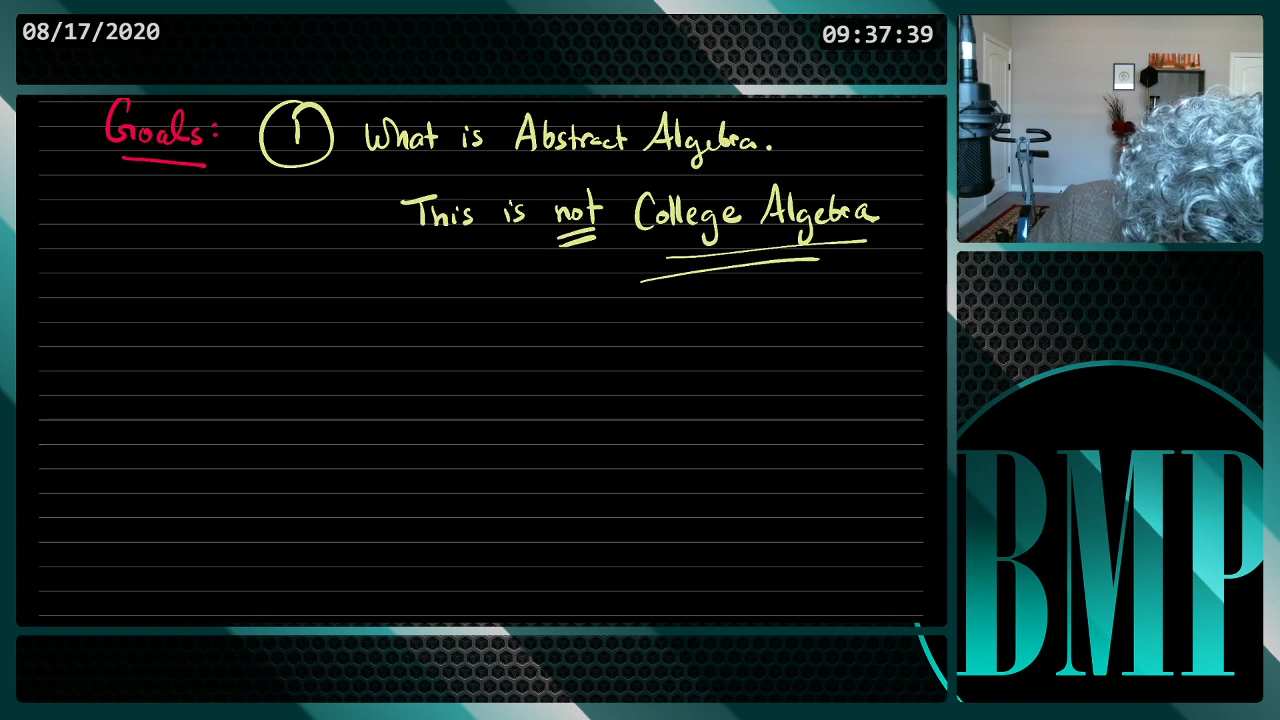 08/17/2020
09:37:39
Goals: 1 What is Abstract Algebra.
This is not College Algebra
BMP